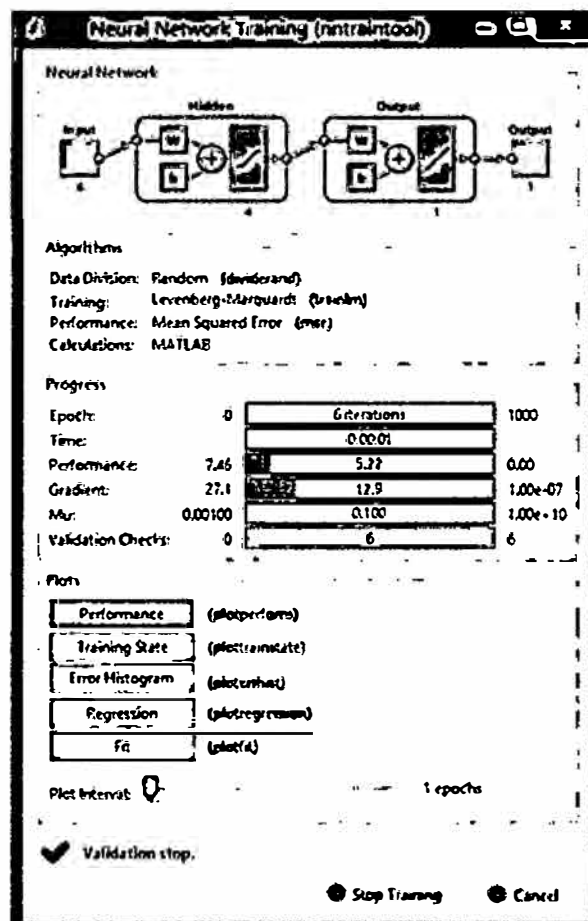 Neural Network Training (nntraintool)
Neural Network
Hidden
Output
Input
W
b
W
b
Output
4
1
1
Algorithms
Data Division: Random (dividerand)
Training: Levenberg-Marquardt (trainlm)
Performance: Mean Squared Error (mse)
Calculations: MATLAB
Progress
Epoch: 0 6 iterations 1000
Time: 0:00:01
Performance: 7.46 5.22 0.00
Gradient: 27.1 12.9 1.00e-07
Mu: 0.00100 0.100 1.00e+10
Validation Checks: 0 6 6
Plots
Performance (plotperform)
Training State (plottrainstate)
Error Histogram (ploterrhist)
Regression (plotregression)
Fit (plotfit)
Plot Interval: 1 epochs
Validation stop.
Stop Training Cancel